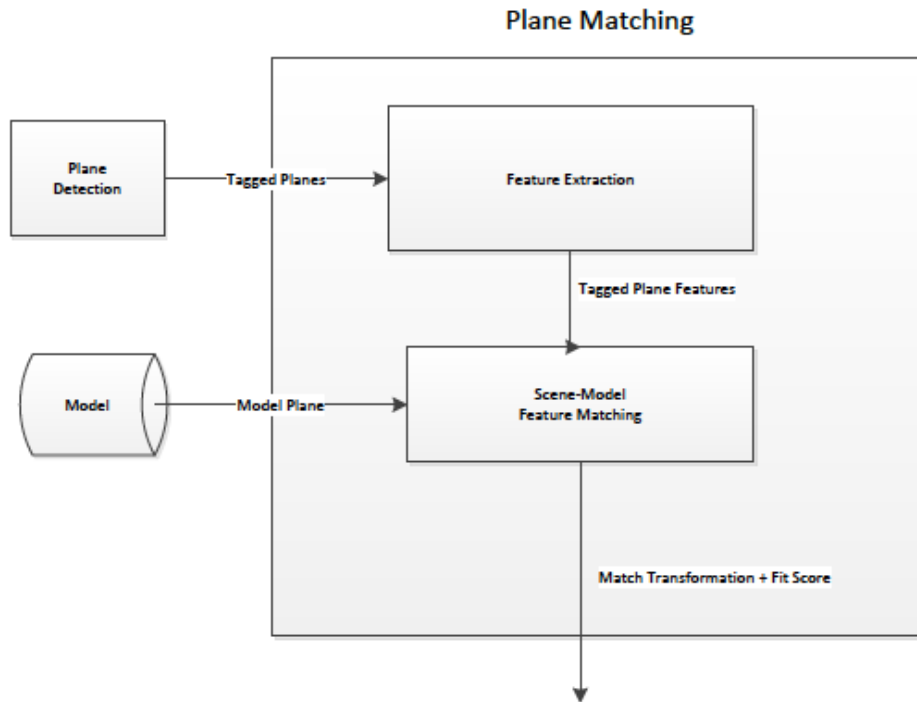 Plane Matching
Plane
Detection
Tagged Planes
Feature Extraction
Tagged Plane Features
Model
Model Plane
Scene-Model
Feature Matching
Match Transformation + Fit Score